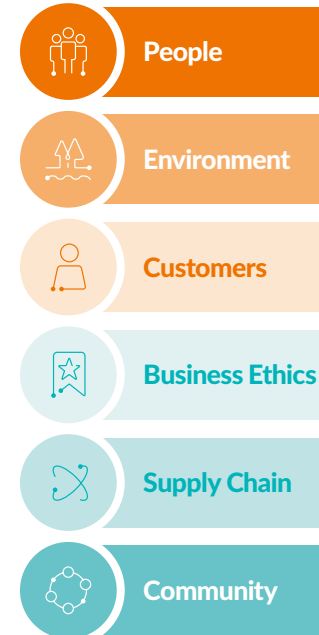 People
Environment
Customers
Business Ethics
Supply Chain
Community